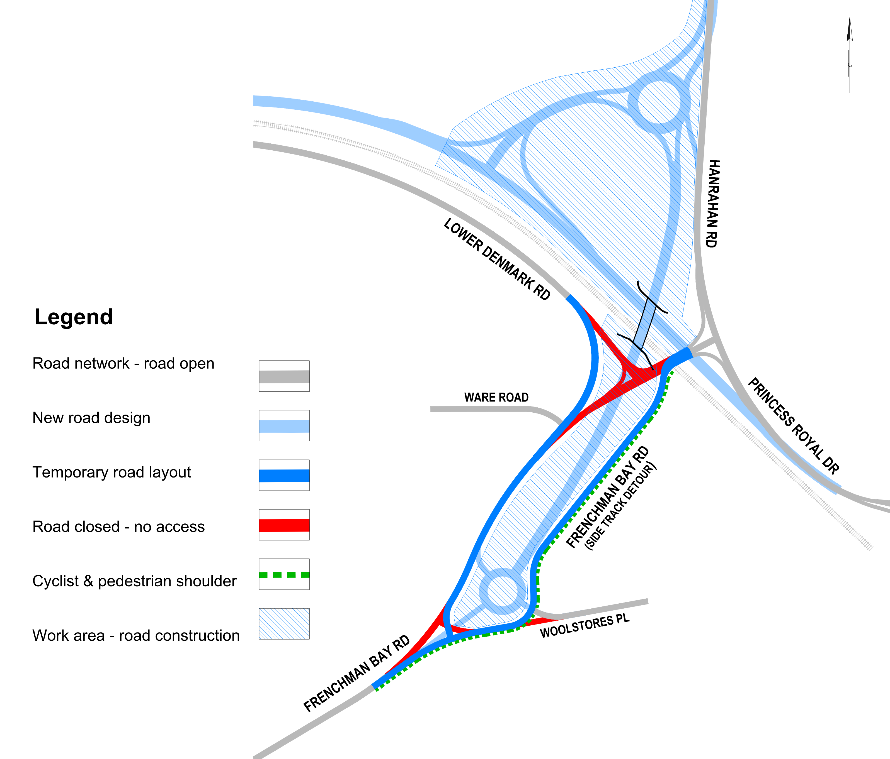 HANRAHAN RD
LOWER DENMARK RD
Legend
Road network - road open
WARE ROAD
PRINCESS ROYAL DR
New road design
Temporary road layout
FRENCHMAN BAY RD
(SIDE TRACK DETOUR)
Road closed - no access
Cyclist & pedestrian shoulder
WOOLSTORES PL
Work area - road construction
FRENCHMAN BAY RD